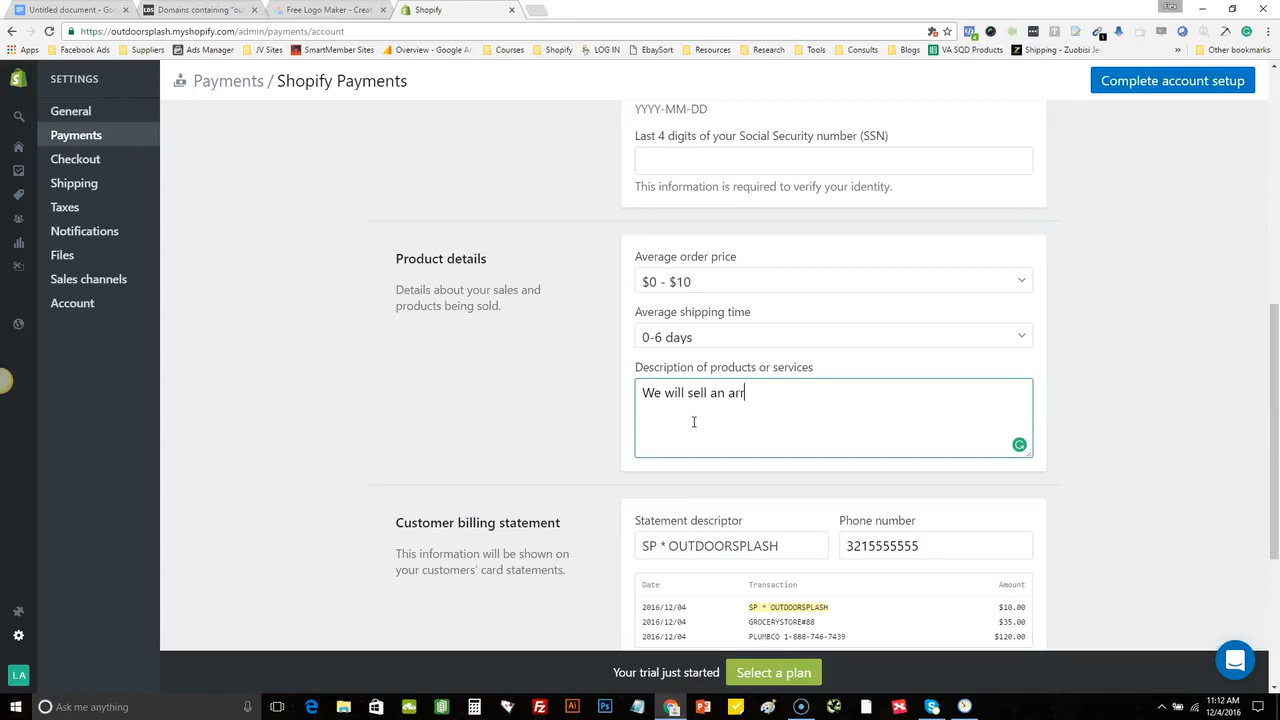 Flex
Untitled document - Go
Domains containing "ou
Free Logo Maker - Creat
Shopify
https://outdoorsplash.myshopify.com/admin/payments/account
Apps
Facebook Ads
Suppliers
Ads Manager
JV Sites
SmartMember Sites
Overview - Google An
Courses
Shopify
LOG IN
EbaySort
Resources
Research
Tools
Consults
Blogs
VA SQD Products
Shipping - Zuobisi
Other bookmarks
SETTINGS
General
Payments
Checkout
Shipping
Taxes
Notifications
Files
Sales channels
Account
LA
Payments / Shopify Payments
Complete account setup
YYYY-MM-DD
Last 4 digits of your Social Security number (SSN)
This information is required to verify your identity.
Product details
Details about your sales and
products being sold.
Average order price
$0 - $10
Average shipping time
0-6 days
Description of products or services
We will sell an arr
Customer billing statement
This information will be shown on
your customers' card statements.
Statement descriptor Phone number
SP * OUTDOORSPLASH 3215555555
Date Transaction Amount
2016/12/04 SP * OUTDOORSPLASH $10.00
2016/12/04 GROCERYSTORE#88 $35.00
2016/12/04 PLUMBCO 1-888-746-7439 $120.00
Your trial just started Select a plan
Ask me anything
11:12 AM
12/4/2016